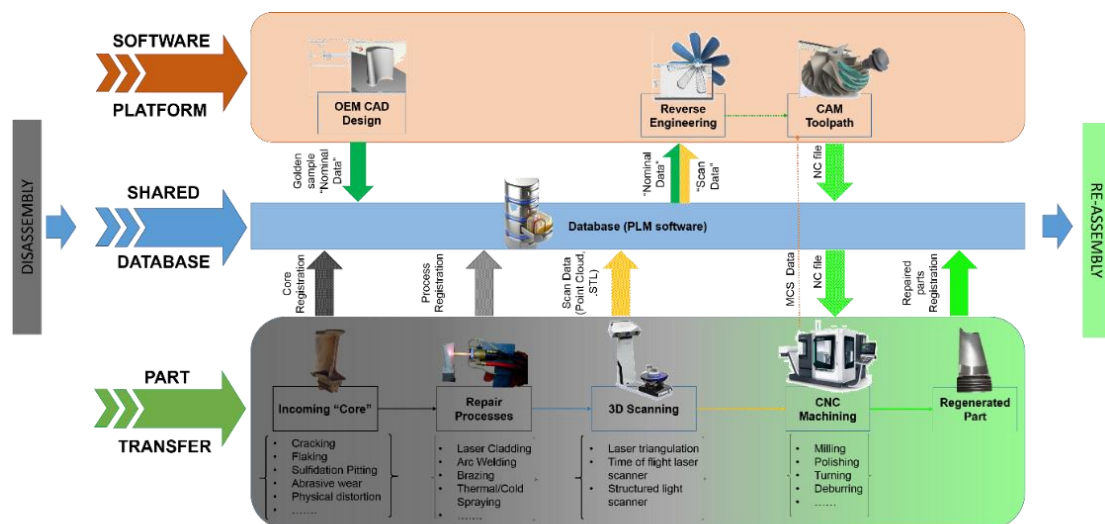 SOFTWARE
PLATFORM
OEM CAD
Design
Reverse
Engineering
CAM
Toolpath
DISASSEMBLY
Golden
sample
"Nominal
Data"
"Nominal
Data"
"Scan
Data"
NC file
RE-ASSEMBLY
SHARED
DATABASE
Database (PLM software)
Core
Registration
Process
Registration
Scan Data
(Point Cloud,
.STL)
MCS Data
NC file
Repaired
parts
Registration
PART
TRANSFER
Incoming "Core"
Repair
Processes
3D Scanning
CNC
Machining
Regenerated
Part
• Cracking
• Flaking
• Sulfidation Pitting
• Abrasive wear
• Physical distortion
• .......
• Laser Cladding
• Arc Welding
• Brazing
• Thermal/Cold
Spraying
• .......
• Laser triangulation
• Time of flight laser
scanner
• Structured light
scanner
• Milling
• Polishing
• Turning
• Deburring
• ......